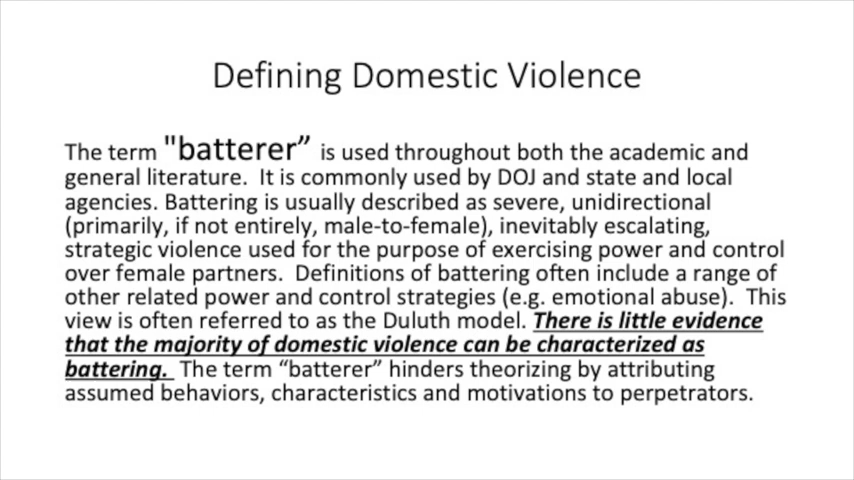 Defining Domestic Violence
The term "batterer” is used throughout both the academic and
general literature.  It is commonly used by DOJ and state and local
agencies. Battering is usually described as severe, unidirectional
(primarily, if not entirely, male-to-female), inevitably escalating,
strategic violence used for the purpose of exercising power and control
over female partners.  Definitions of battering often include a range of
other related power and control strategies (e.g. emotional abuse).  This
view is often referred to as the Duluth model. There is little evidence
that the majority of domestic violence can be characterized as
battering.  The term “batterer” hinders theorizing by attributing
assumed behaviors, characteristics and motivations to perpetrators.